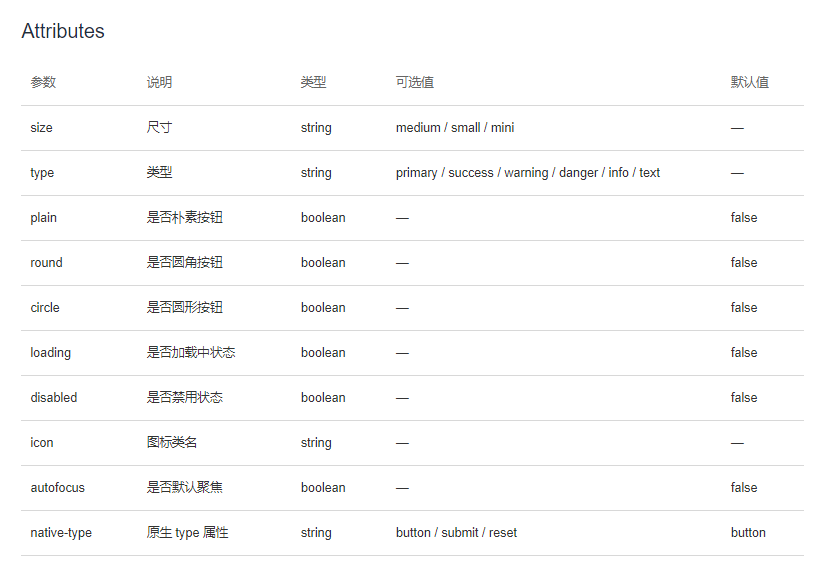 Attributes
参数 说明 类型 可选值 默认值
size 尺寸 string medium / small / mini —
type 类型 string primary / success / warning / danger / info / text —
plain 是否朴素按钮 boolean — false
round 是否圆角按钮 boolean — false
circle 是否圆形按钮 boolean — false
loading 是否加载中状态 boolean — false
disabled 是否禁用状态 boolean — false
icon 图标类名 string — —
autofocus 是否默认聚焦 boolean — false
native-type 原生 type 属性 string button / submit / reset button